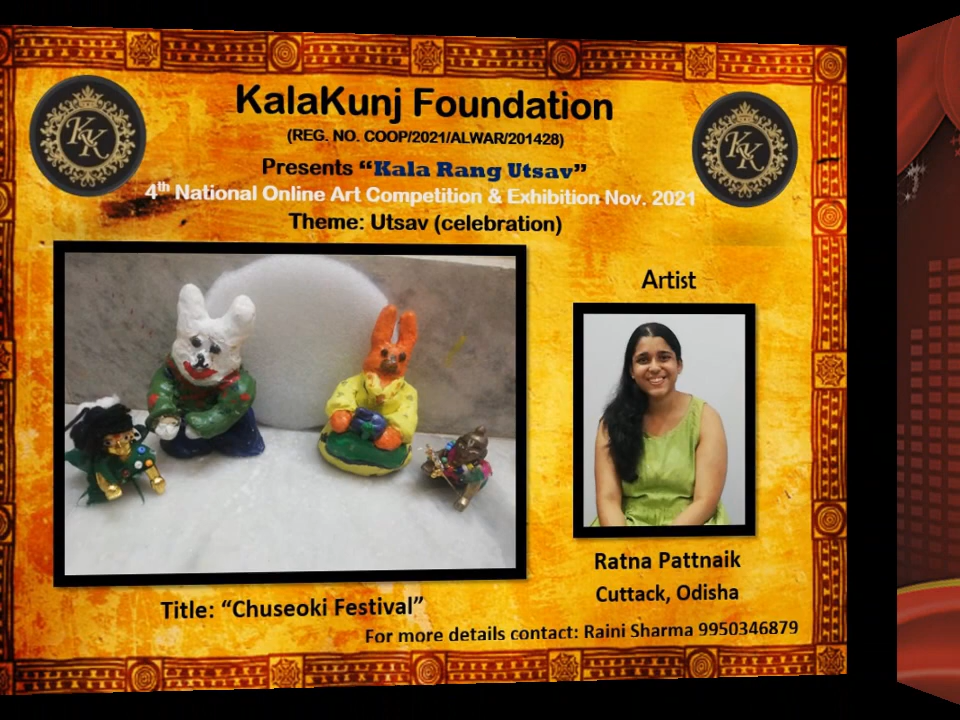 KalaKunj Foundation
(REG. NO. COOP/2021/ALWAR/201428)
Presents “Kala Rang Utsav”
4th National Online Art Competition & Exhibition Nov. 2021
Theme: Utsav (celebration)
KK
KK
Artist
Ratna Pattnaik
Cuttack, Odisha
Title: “Chuseoki Festival”
For more details contact: Raini Sharma 9950346879